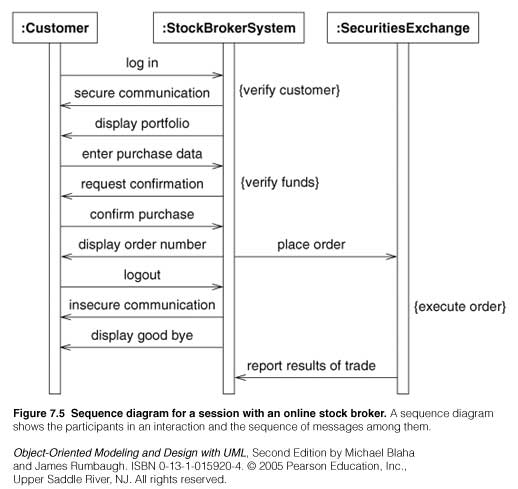 :Customer
:StockBrokerSystem
:SecuritiesExchange
log in
secure communication
{verify customer}
display portfolio
enter purchase data
request confirmation
{verify funds}
confirm purchase
display order number
place order
logout
insecure communication
{execute order}
display good bye
report results of trade
Figure 7.5 Sequence diagram for a session with an online stock broker. A sequence diagram
shows the participants in an interaction and the sequence of messages among them.
Object-Oriented Modeling and Design with UML, Second Edition by Michael Blaha
and James Rumbaugh. ISBN 0-13-1-015920-4. © 2005 Pearson Education, Inc.,
Upper Saddle River, NJ. All rights reserved.